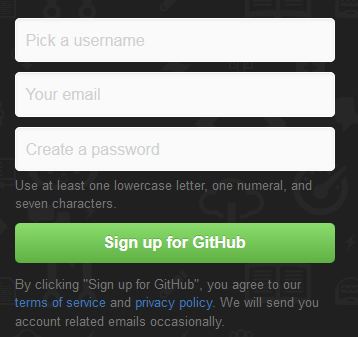 Pick a username
Your email
Create a password
Use at least one lowercase letter, one numeral, and
seven characters.
Sign up for GitHub
By clicking "Sign up for GitHub", you agree to our
terms of service and privacy policy. We will send you
account related emails occasionally.